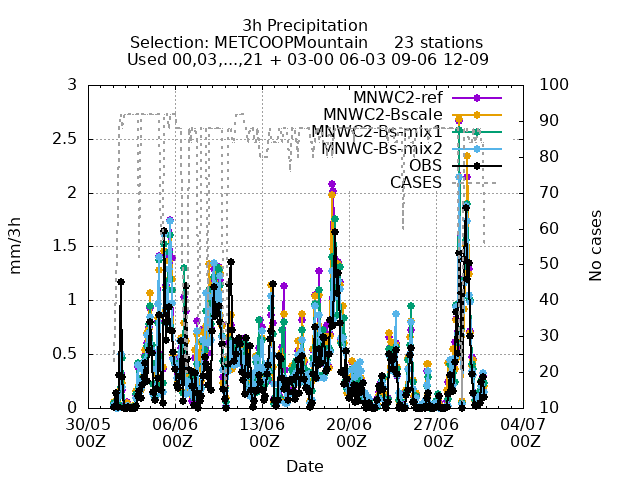 3h Precipitation
Selection: METCOOPMountain 23 stations
Used 00,03,...,21 + 03-00 06-03 09-06 12-09
3 100
MNWC2-ref
90
MNWC2-Bscale
2.5 MNWC2-Bs-mix1
80
MNWC-Bs-mix2
OBS
2 CASES 70
60
1.5 50
1 40
30
0.5 20
0 10
mm/3h
No cases
30/05 06/06 13/06 20/06 27/06 04/07
00Z 00Z 00Z 00Z 00Z 00Z
Date